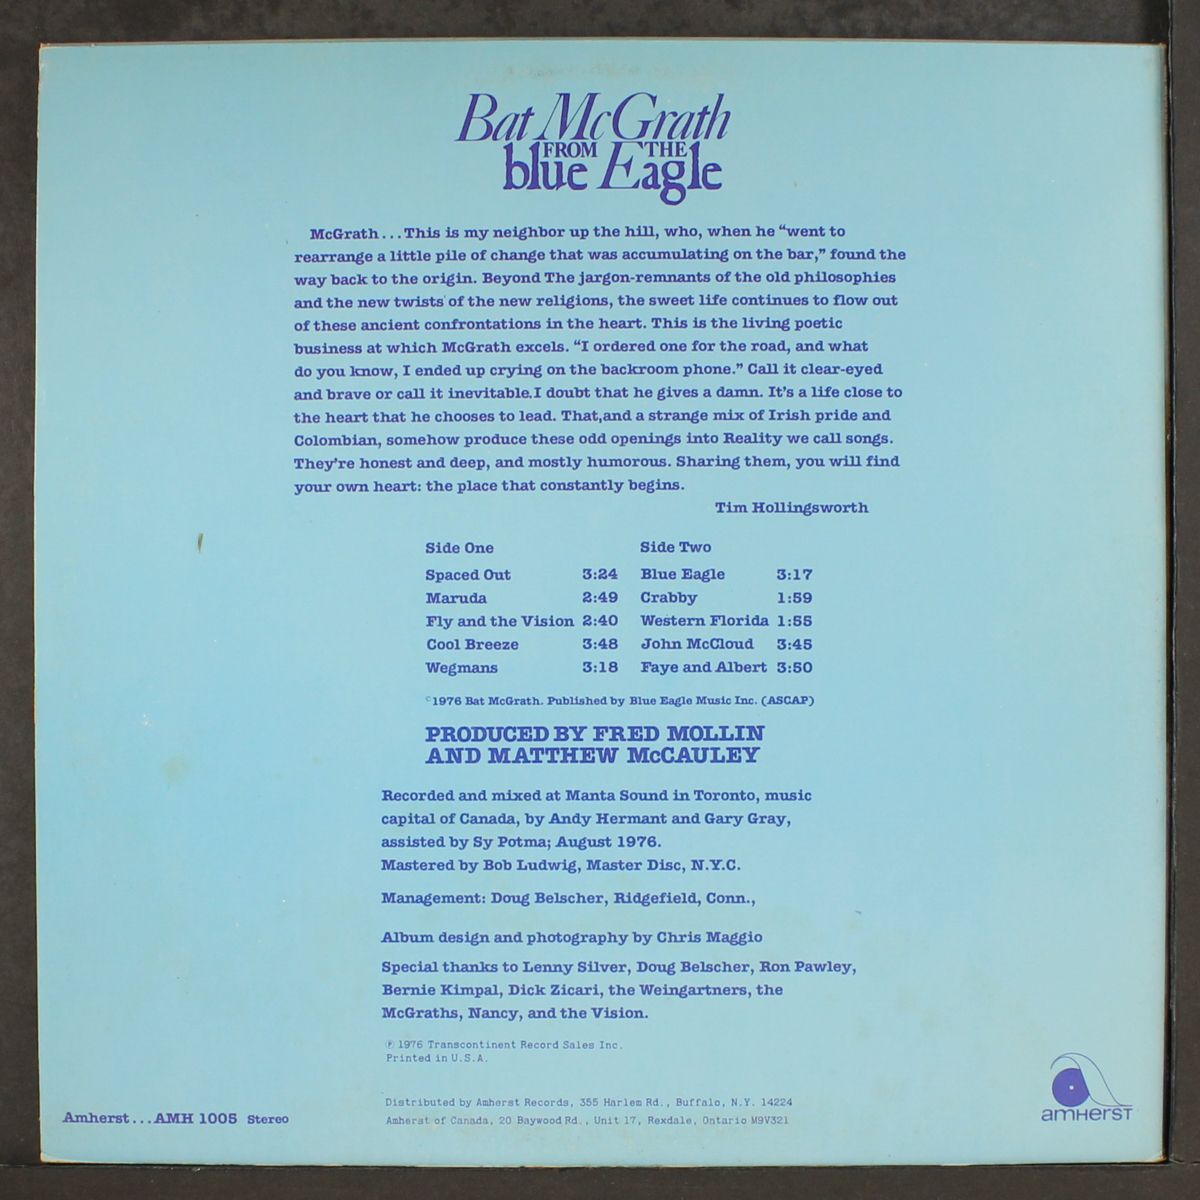 Bat McGrath
FROM THE
blue Eagle
McGrath...This is my neighbor up the hill, who, when he “went to
rearrange a little pile of change that was accumulating on the bar,” found the
way back to the origin. Beyond The jargon-remnants of the old philosophies
and the new twists of the new religions, the sweet life continues to flow out
of these ancient confrontations in the heart. This is the living poetic
business at which McGrath excels. “I ordered one for the road, and what
do you know, I ended up crying on the backroom phone.” Call it clear-eyed
and brave or call it inevitable.I doubt that he gives a damn. It’s a life close to
the heart that he chooses to lead. That,and a strange mix of Irish pride and
Colombian, somehow produce these odd openings into Reality we call songs.
They’re honest and deep, and mostly humorous. Sharing them, you will find
your own heart: the place that constantly begins.
Tim Hollingsworth
Side One
Spaced Out 3:24
Maruda 2:49
Fly and the Vision 2:40
Cool Breeze 3:48
Wegmans 3:18
Side Two
Blue Eagle 3:17
Crabby 1:59
Western Florida 1:55
John McCloud 3:45
Faye and Albert 3:50
©1976 Bat McGrath. Published by Blue Eagle Music Inc. (ASCAP)
PRODUCED BY FRED MOLLIN
AND MATTHEW McCAULEY
Recorded and mixed at Manta Sound in Toronto, music
capital of Canada, by Andy Hermant and Gary Gray,
assisted by Sy Potma; August 1976.
Mastered by Bob Ludwig, Master Disc, N.Y.C.
Management: Doug Belscher, Ridgefield, Conn.,
Album design and photography by Chris Maggio
Special thanks to Lenny Silver, Doug Belscher, Ron Pawley,
Bernie Kimpal, Dick Zicari, the Weingartners, the
McGraths, Nancy, and the Vision.
℗ 1976 Transcontinent Record Sales Inc.
Printed in U.S.A.
Distributed by Amherst Records, 355 Harlem Rd., Buffalo, N.Y. 14224
Amherst of Canada, 20 Baywood Rd., Unit 17, Rexdale, Ontario M9V321
Amherst...AMH 1005 Stereo
amHERST